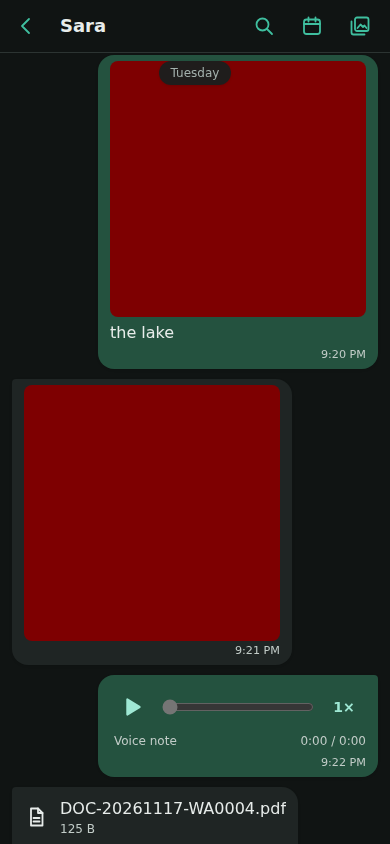 Sara
Tuesday
the lake
9:20 PM
9:21 PM
1×
Voice note
0:00 / 0:00
9:22 PM
DOC-20261117-WA0004.pdf
125 B